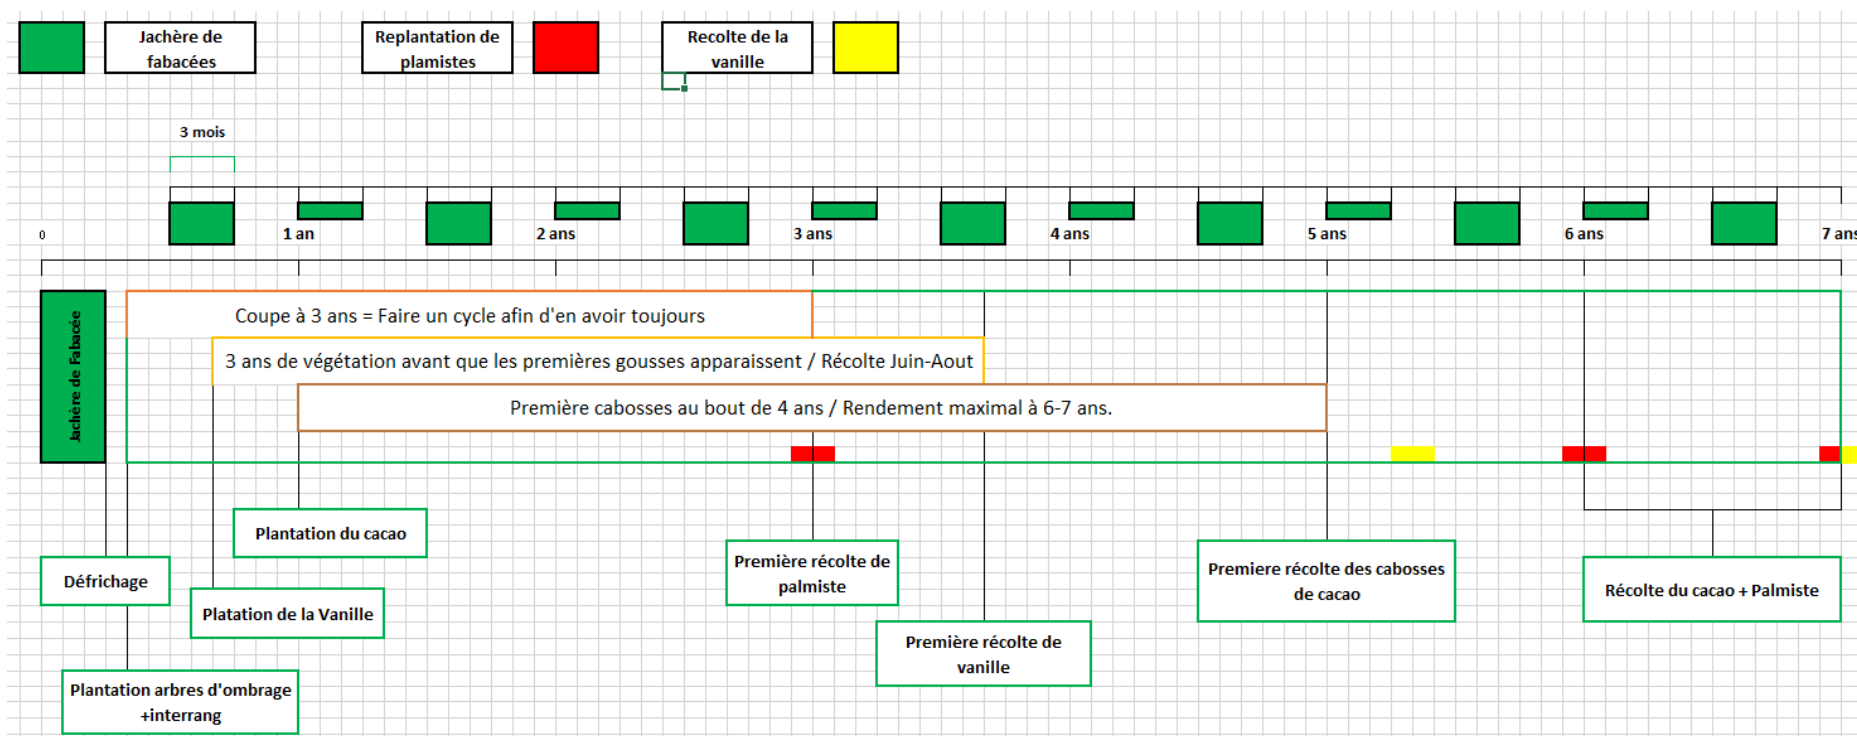 Jachère de
fabacées
Replantation de
plamistes
Recolte de la
vanille
3 mois
0
1 an
2 ans
3 ans
4 ans
5 ans
6 ans
7 ans
Jachère de Fabacée
Coupe à 3 ans = Faire un cycle afin d'en avoir toujours
3 ans de végétation avant que les premières gousses apparaissent / Récolte Juin-Aout
Première cabosses au bout de 4 ans / Rendement maximal à 6-7 ans.
Plantation du cacao
Défrichage
Platation de la Vanille
Plantation arbres d'ombrage
+interrang
Première récolte de
palmiste
Première récolte de
vanille
Premiere récolte des cabosses
de cacao
Récolte du cacao + Palmiste